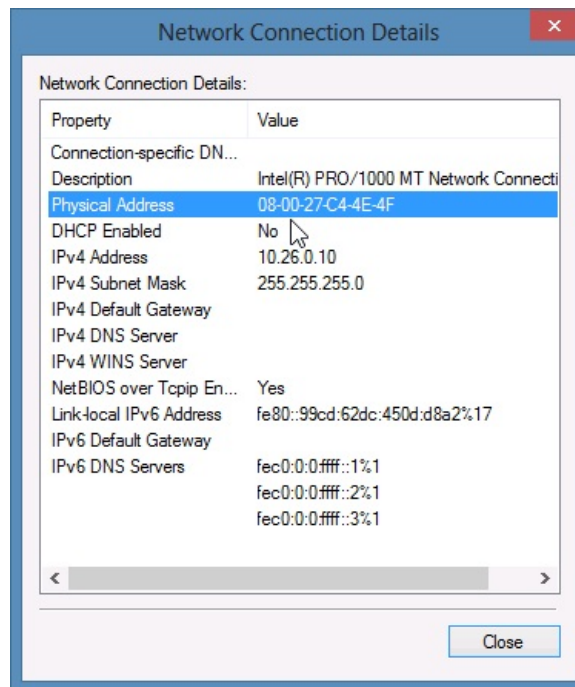 Network Connection Details
Network Connection Details:
Property Value
Connection-specific DN...
Description Intel(R) PRO/1000 MT Network Connecti
Physical Address 08-00-27-C4-4E-4F
DHCP Enabled No
IPv4 Address 10.26.0.10
IPv4 Subnet Mask 255.255.255.0
IPv4 Default Gateway
IPv4 DNS Server
IPv4 WINS Server
NetBIOS over Tcpip En... Yes
Link-local IPv6 Address fe80::99cd:62dc:450d:d8a2%17
IPv6 Default Gateway
IPv6 DNS Servers fec0:0:0:ffff::1%1
fec0:0:0:ffff::2%1
fec0:0:0:ffff::3%1
Close